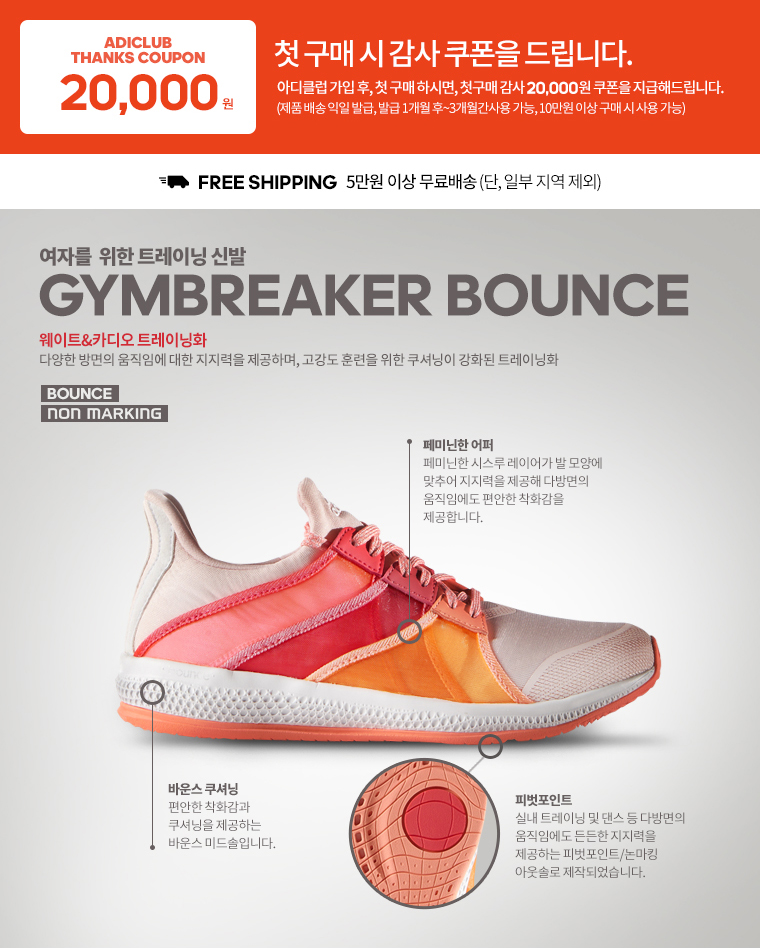 ADICLUB
THANKS COUPON
20,000 원
첫 구매 시 감사 쿠폰을 드립니다.
아디클럽 가입 후, 첫 구매 하시면, 첫구매 감사 20,000원 쿠폰을 지급해드립니다.
(제품 배송 익일 발급, 발급 1개월 후~3개월간 사용 가능, 10만원 이상 구매 시 사용 가능)
FREE SHIPPING 5만원 이상 무료배송 (단, 일부 지역 제외)
여자를 위한 트레이닝 신발
GYMBREAKER BOUNCE
웨이트&카디오 트레이닝화
다양한 방면의 움직임에 대한 지지력을 제공하며, 고강도 훈련을 위한 쿠셔닝이 강화된 트레이닝화
BOUNCE
NON MARKING
페미닌한 어퍼
페미닌한 시스루 레이어가 발 모양에
맞추어 지지력을 제공해 다방면의
움직임에도 편안한 착화감을
제공합니다.
바운스 쿠셔닝
편안한 착화감과
쿠셔닝을 제공하는
바운스 미드솔입니다.
피벗포인트
실내 트레이닝 및 댄스 등 다방면의
움직임에도 든든한 지지력을
제공하는 피벗포인트/논마킹
아웃솔로 제작되었습니다.